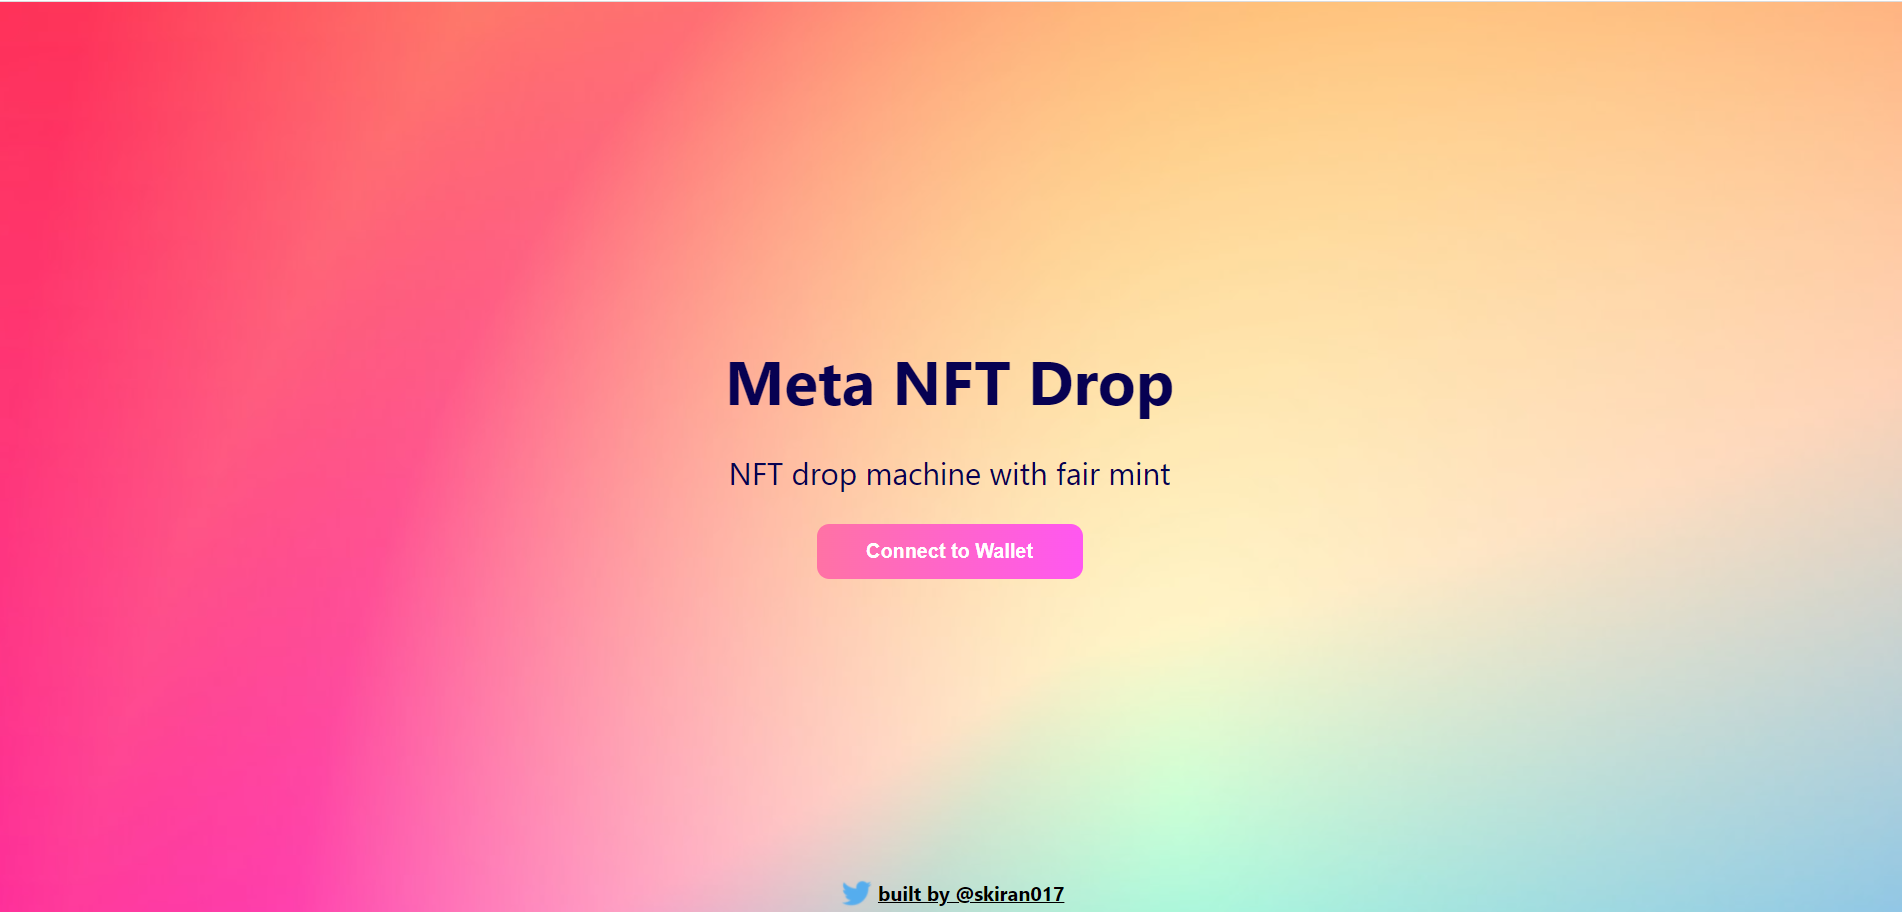 Meta NFT Drop
NFT drop machine with fair mint
Connect to Wallet
built by @skiran017